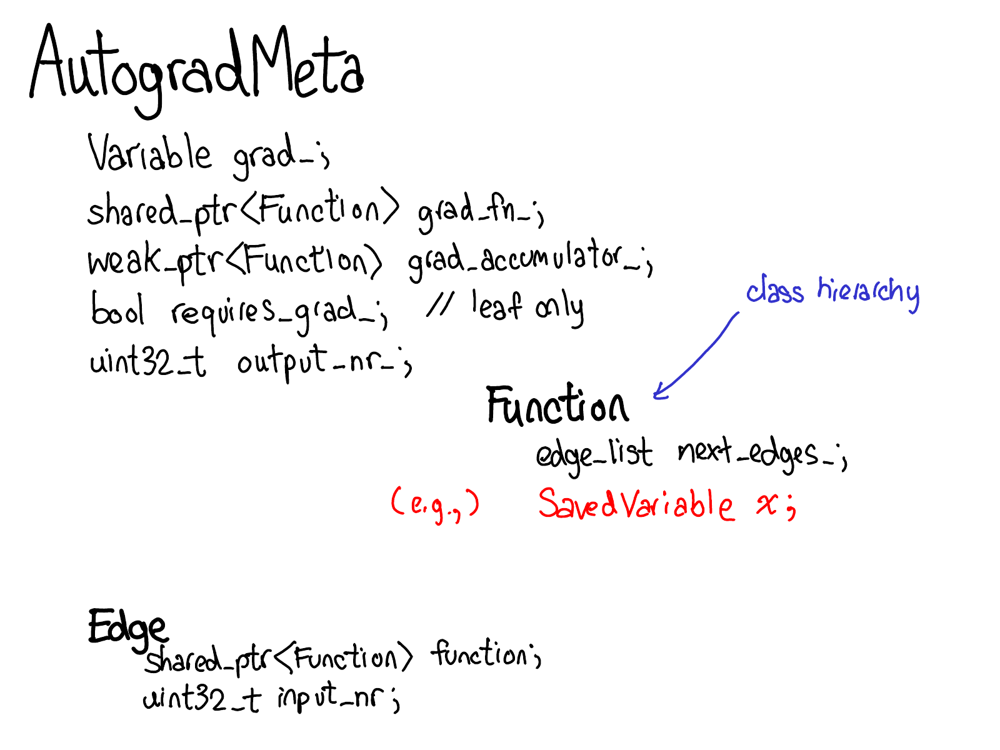 AutogradMeta
Variable grad_;
shared_ptr<Function> grad_fn_;
weak_ptr<Function> grad_accumulator_;
bool requires_grad_; // leaf only
uint32_t output_nr_;
class hierarchy
Function
edge_list next_edges_;
(e.g.,) SavedVariable x;
Edge
shared_ptr<Function> function;
uint32_t input_nr;